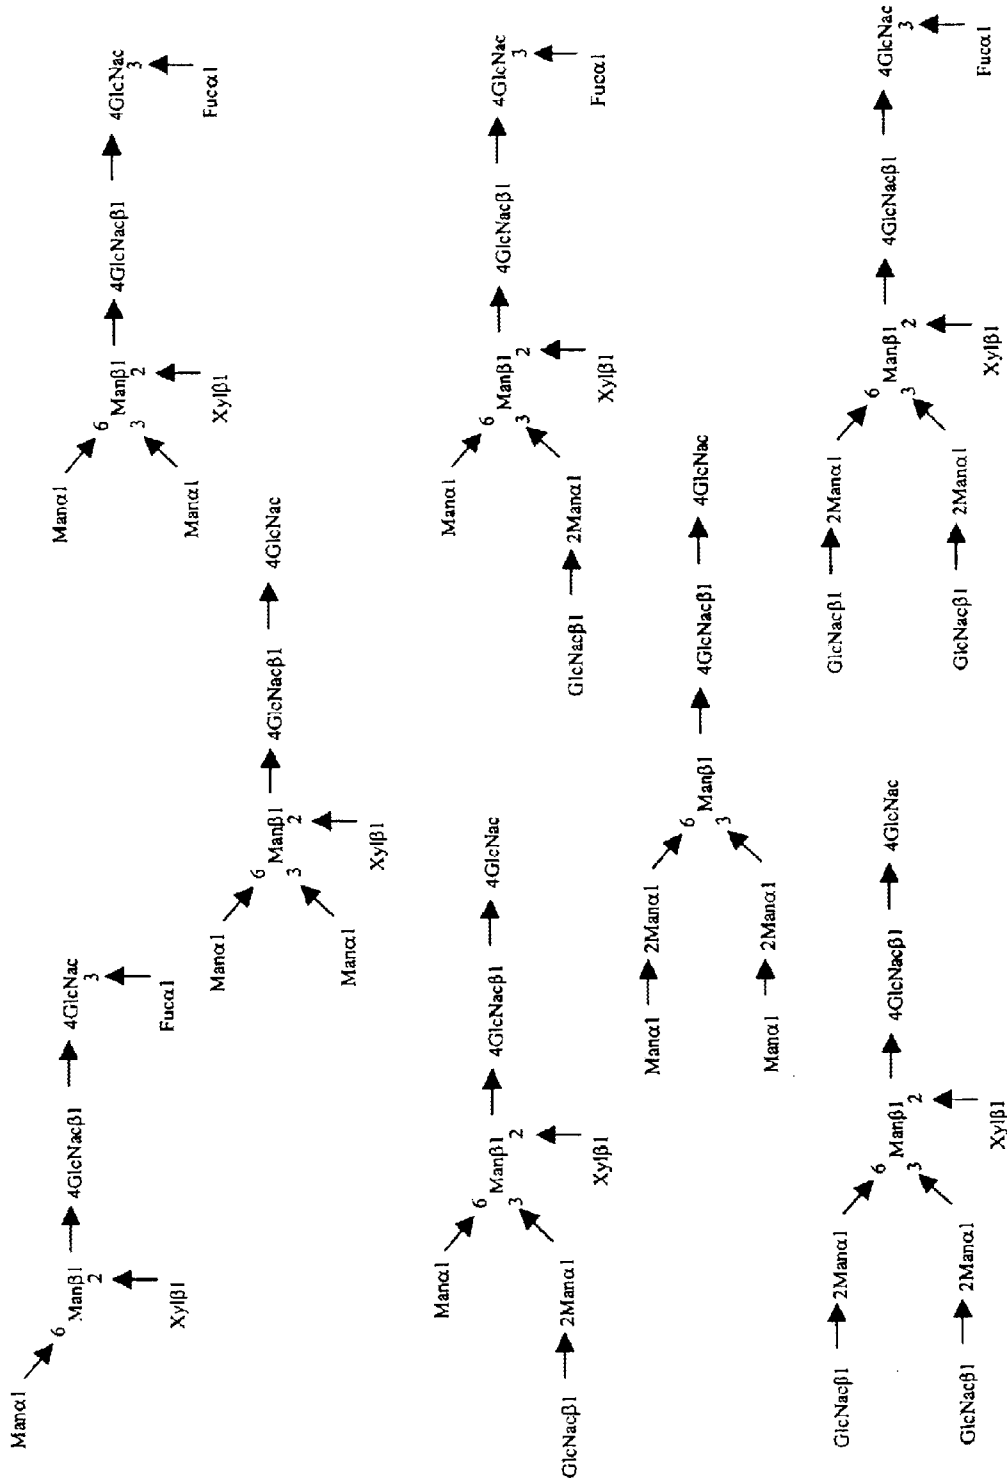 Manα1
6
Manβ1 4GlcNacβ1 4GlcNac
2 3
Xylβ1 Fucα1
Manα1
6
Manβ1 4GlcNacβ1 4GlcNac
3 2 3
Manα1 Xylβ1 Fucα1
Manα1
6
Manβ1 4GlcNacβ1 4GlcNac
3 2
Manα1 Xylβ1
Manα1
6
Manβ1 4GlcNacβ1 4GlcNac
3 2
GlcNacβ1 2Manα1 Xylβ1
Manα1
6
Manβ1 4GlcNacβ1 4GlcNac
3 2 3
GlcNacβ1 2Manα1 Xylβ1 Fucα1
Manα1 2Manα1
6
Manβ1 4GlcNacβ1 4GlcNac
3
Manα1 2Manα1
GlcNacβ1 2Manα1
6
Manβ1 4GlcNacβ1 4GlcNac
3 2
GlcNacβ1 2Manα1 Xylβ1
GlcNacβ1 2Manα1
6
Manβ1 4GlcNacβ1 4GlcNac
3 2 3
GlcNacβ1 2Manα1 Xylβ1 Fucα1